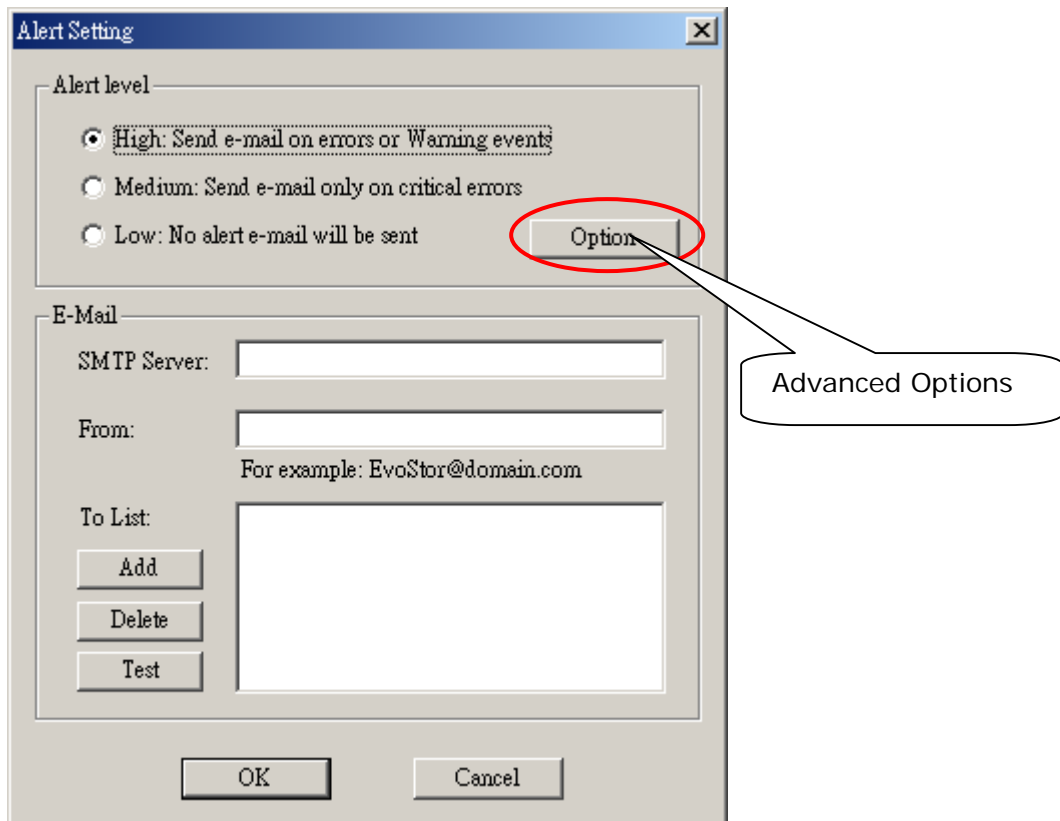 Alert Setting
Alert level
High: Send e-mail on errors or Warning events
Medium: Send e-mail only on critical errors
Low: No alert e-mail will be sent
Option
Advanced Options
E-Mail
SMTP Server:
From:
For example: EvoStor@domain.com
To List:
Add
Delete
Test
OK
Cancel